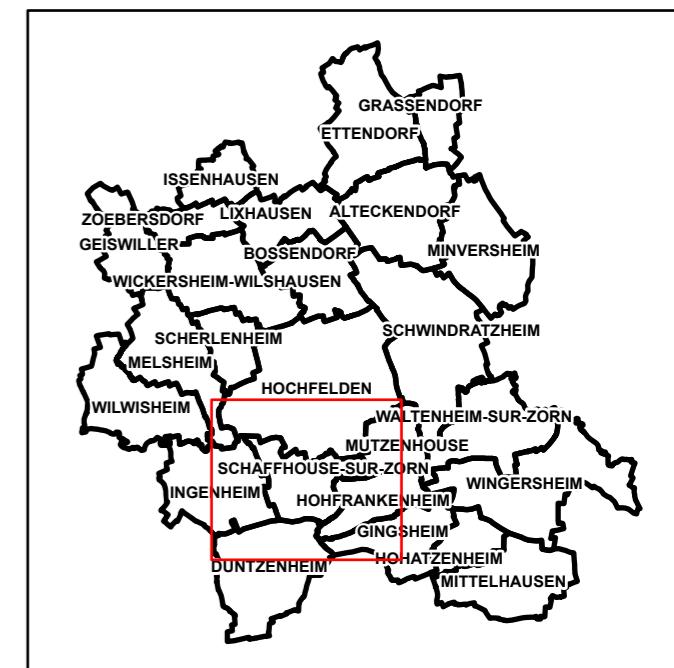 GRASSENDORF
ETTENDORF
ISSENHAUSEN
ZOEBERSDORF
LIXHAUSEN
ALTECKENDORF
GEISWILLER
BOSSENDORF
MINVERSHEIM
WICKERSHEIM-WILSHAUSEN
SCHWINDRATZHEIM
SCHERLENHEIM
MELSHEIM
HOCHFELDEN
WILWISHEIM
WALTENHEIM-SUR-ZORN
MUTZENHOUSE
SCHAFFHOUSE-SUR-ZORN
WINGERSHEIM
INGENHEIM
HOHFRANKENHEIM
GINGSHEIM
HOHATZENHEIM
DUNTZENHEIM
MITTELHAUSEN